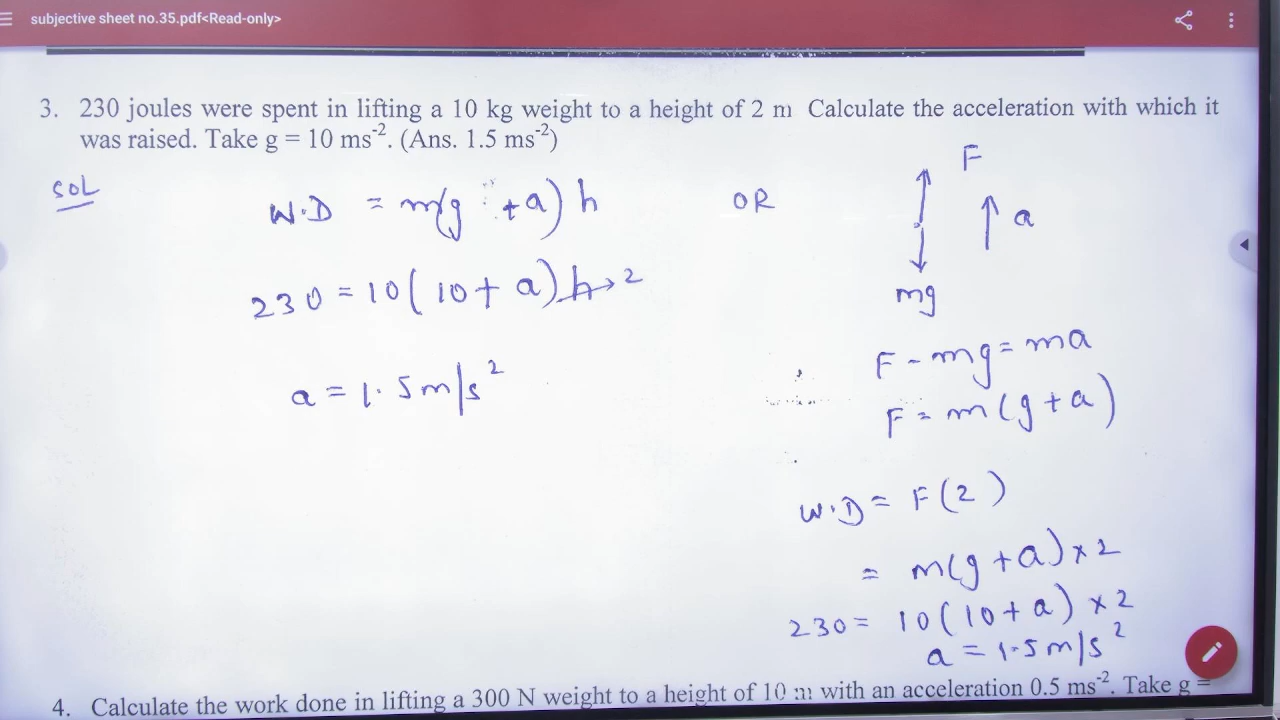 subjective sheet no.35.pdf<Read-only>
3. 230 joules were spent in lifting a 10 kg weight to a height of 2 m Calculate the acceleration with which it
was raised. Take g = 10 ms⁻². (Ans. 1.5 ms⁻²)
SOL
W.D = m(g + a) h
230 = 10(10 + a) h → 2
a = 1.5 m/s²
OR
F
a
mg
F - mg = ma
F = m(g + a)
W.D = F(2)
= m(g + a) × 2
230 = 10(10 + a) × 2
a = 1.5 m/s²
4. Calculate the work done in lifting a 300 N weight to a height of 10 m with an acceleration 0.5 ms⁻². Take g =